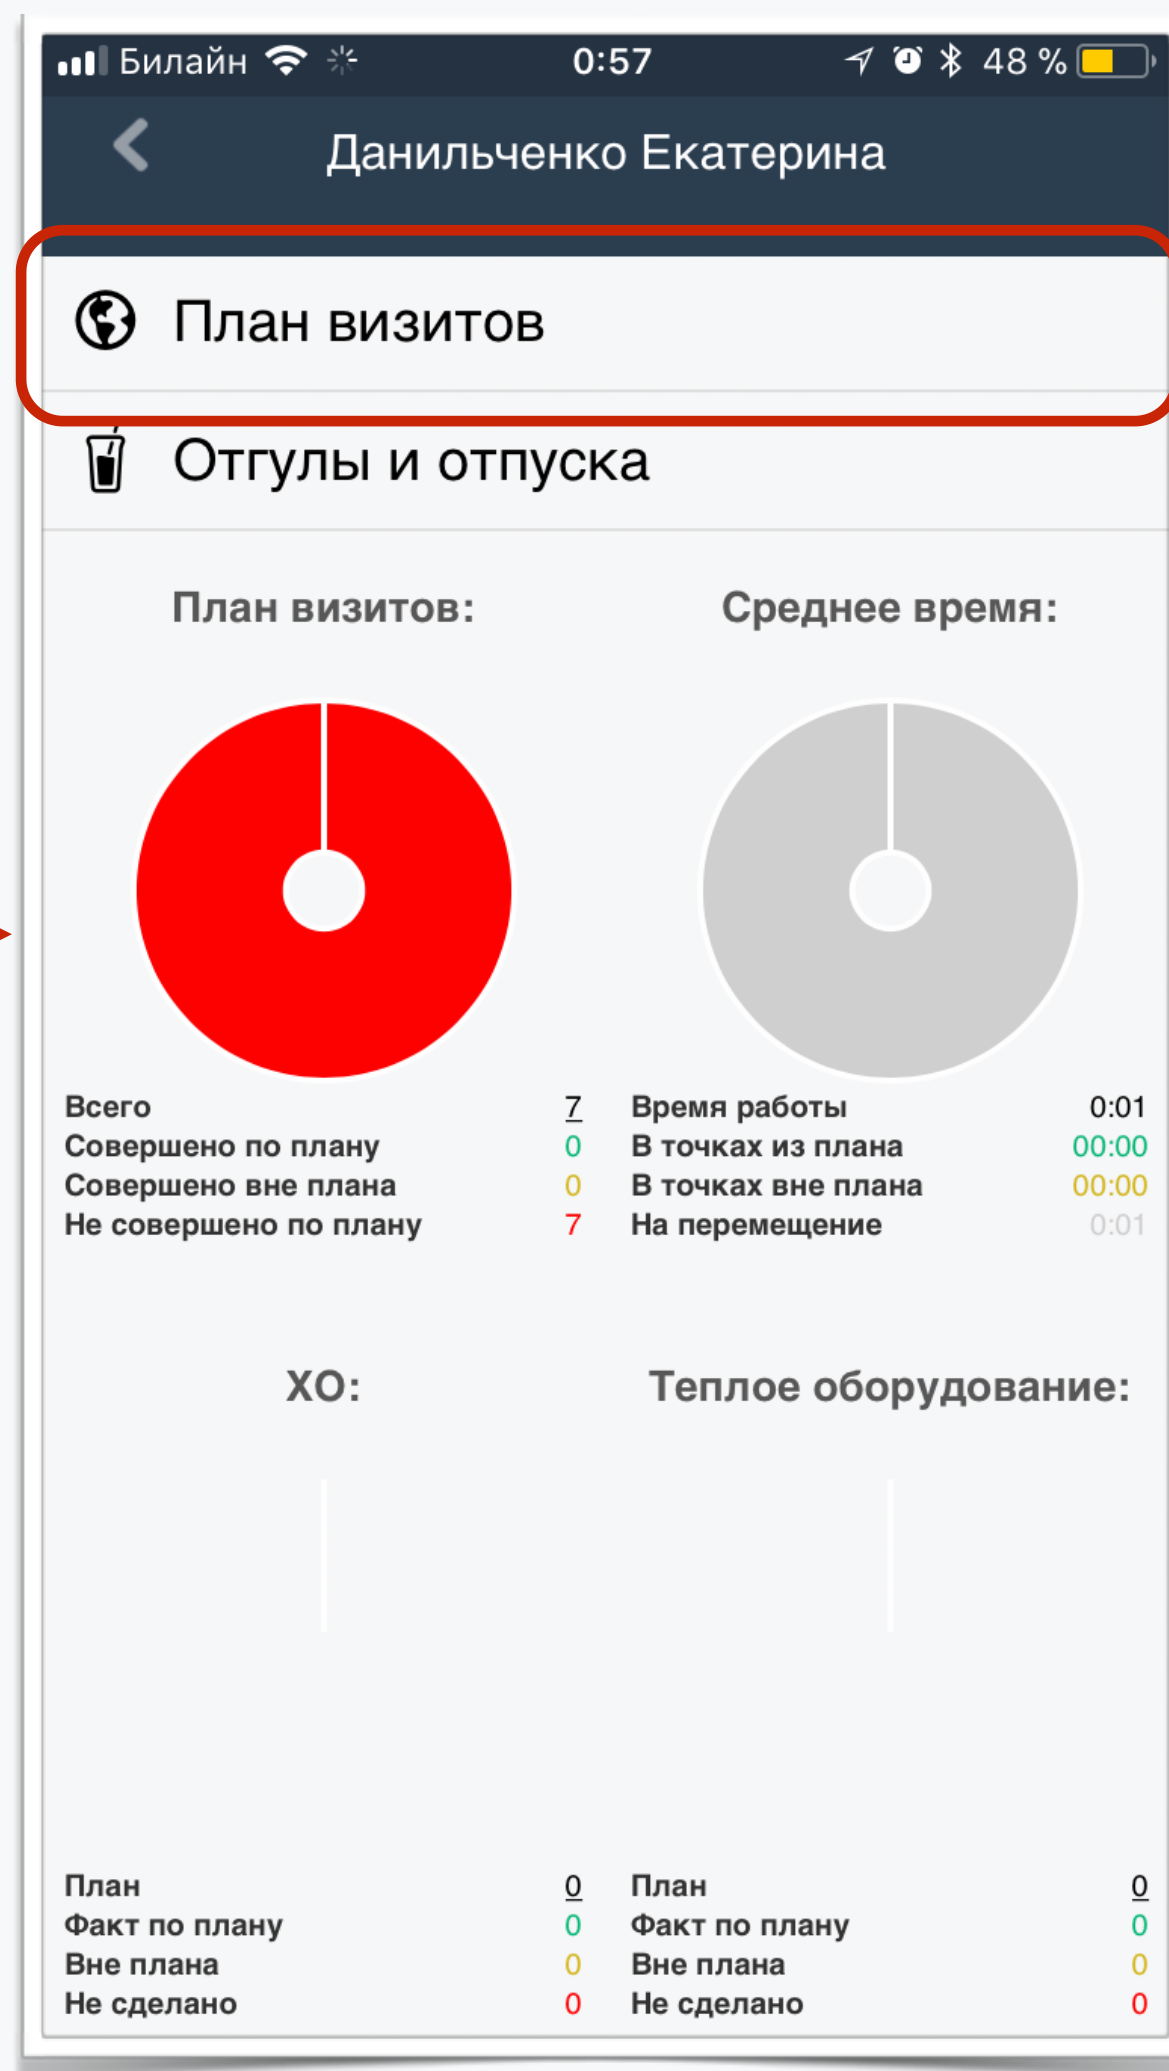 Билайн 0:57 48 %
Данильченко Екатерина
План визитов
Отгулы и отпуска
План визитов: Среднее время:
Всего 7 Время работы 0:01
Совершено по плану 0 В точках из плана 00:00
Совершено вне плана 0 В точках вне плана 00:00
Не совершено по плану 7 На перемещение 0:01
ХО: Теплое оборудование:
План 0 План 0
Факт по плану 0 Факт по плану 0
Вне плана 0 Вне плана 0
Не сделано 0 Не сделано 0